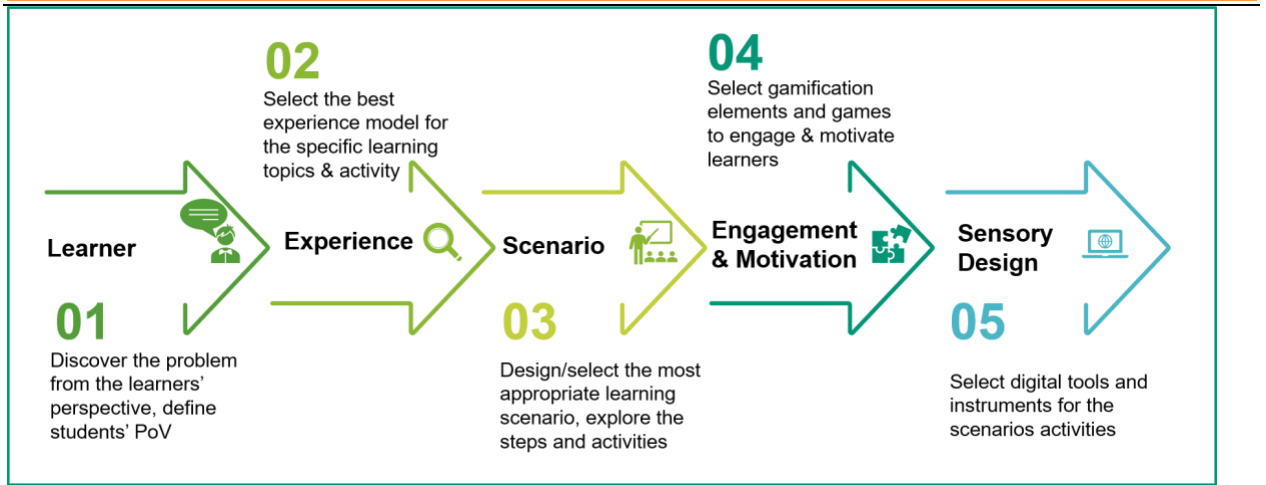 Learner
01
Discover the problem
from the learners'
perspective, define
students' PoV
02
Select the best
experience model for
the specific learning
topics & activity
Experience
Scenario
03
Design/select the most
appropriate learning
scenario, explore the
steps and activities
04
Select gamification
elements and games
to engage & motivate
learners
Engagement
& Motivation
Sensory
Design
05
Select digital tools and
instruments for the
scenarios activities